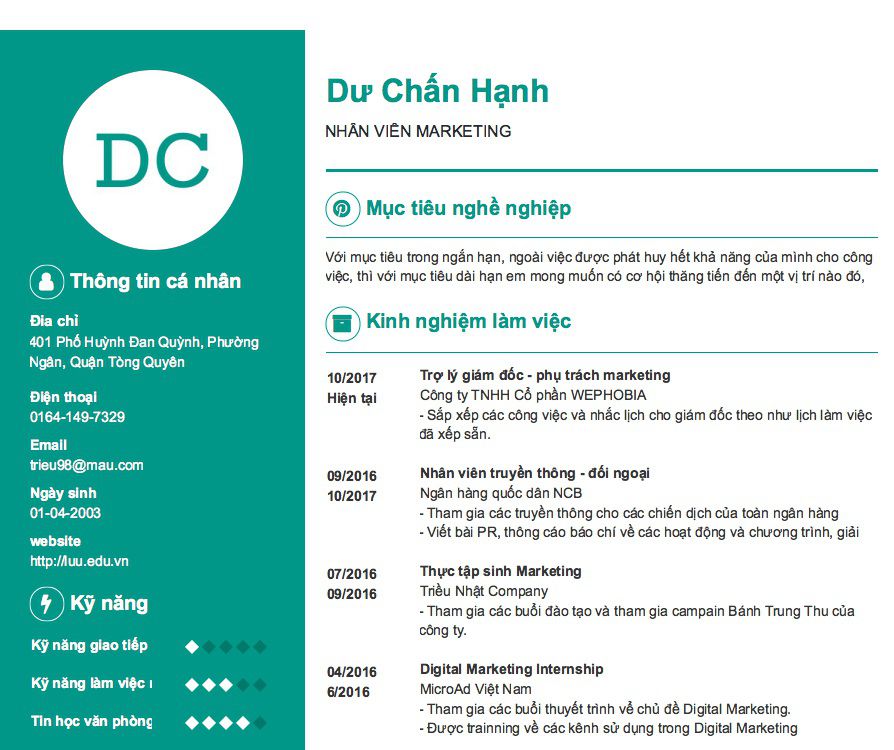 DC
Thông tin cá nhân
Địa chỉ
401 Phố Huỳnh Đan Quỳnh, Phường
Ngân, Quận Tòng Quyên
Điện thoại
0164-149-7329
Email
trieu98@mau.com
Ngày sinh
01-04-2003
website
http://luu.edu.vn
Kỹ năng
Kỹ năng giao tiếp
Kỹ năng làm việc
Tin học văn phòng
Dư Chấn Hạnh
NHÂN VIÊN MARKETING
Mục tiêu nghề nghiệp
Với mục tiêu trong ngắn hạn, ngoài việc được phát huy hết khả năng của mình cho công
việc, thì với mục tiêu dài hạn em mong muốn có cơ hội thăng tiến đến một vị trí nào đó,
Kinh nghiệm làm việc
10/2017
Hiện tại
Trợ lý giám đốc - phụ trách marketing
Công ty TNHH Cổ phần WEPHOBIA
- Sắp xếp các công việc và nhắc lịch cho giám đốc theo như lịch làm việc
đã xếp sẵn.
09/2016
10/2017
Nhân viên truyền thông - đối ngoại
Ngân hàng quốc dân NCB
- Tham gia các truyền thông cho các chiến dịch của toàn ngân hàng
- Viết bài PR, thông cáo báo chí về các hoạt động và chương trình, giải
07/2016
09/2016
Thực tập sinh Marketing
Triều Nhật Company
- Tham gia các buổi đào tạo và tham gia campain Bánh Trung Thu của
công ty.
04/2016
6/2016
Digital Marketing Internship
MicroAd Việt Nam
- Tham gia các buổi thuyết trình về chủ đề Digital Marketing.
- Được trainning về các kênh sử dụng trong Digital Marketing